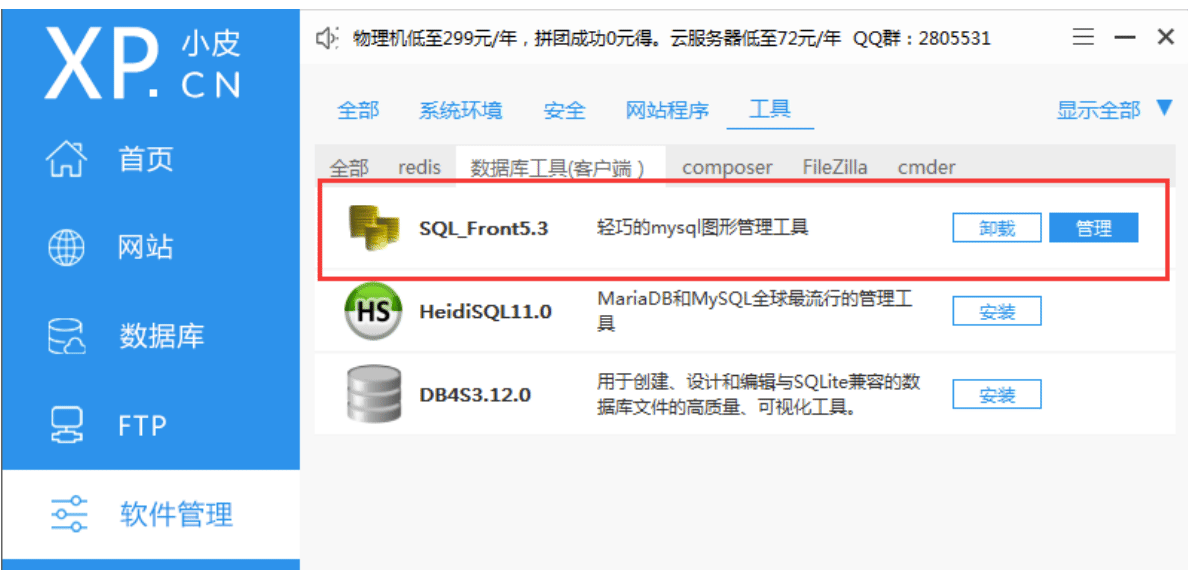 XP.小皮CN
物理机低至299元/年，拼团成功0元得。云服务器低至72元/年 QQ群：2805531
全部 系统环境 安全 网站程序 工具 显示全部
首页
全部 redis 数据库工具(客户端 ) composer FileZilla cmder
SQL_Front5.3 轻巧的mysql图形管理工具 卸载 管理
网站
HS HeidiSQL11.0 MariaDB和MySQL全球最流行的管理工
具 安装
数据库
DB4S3.12.0 用于创建、设计和编辑与SQLite兼容的数
据库文件的高质量、可视化工具。 安装
FTP
软件管理